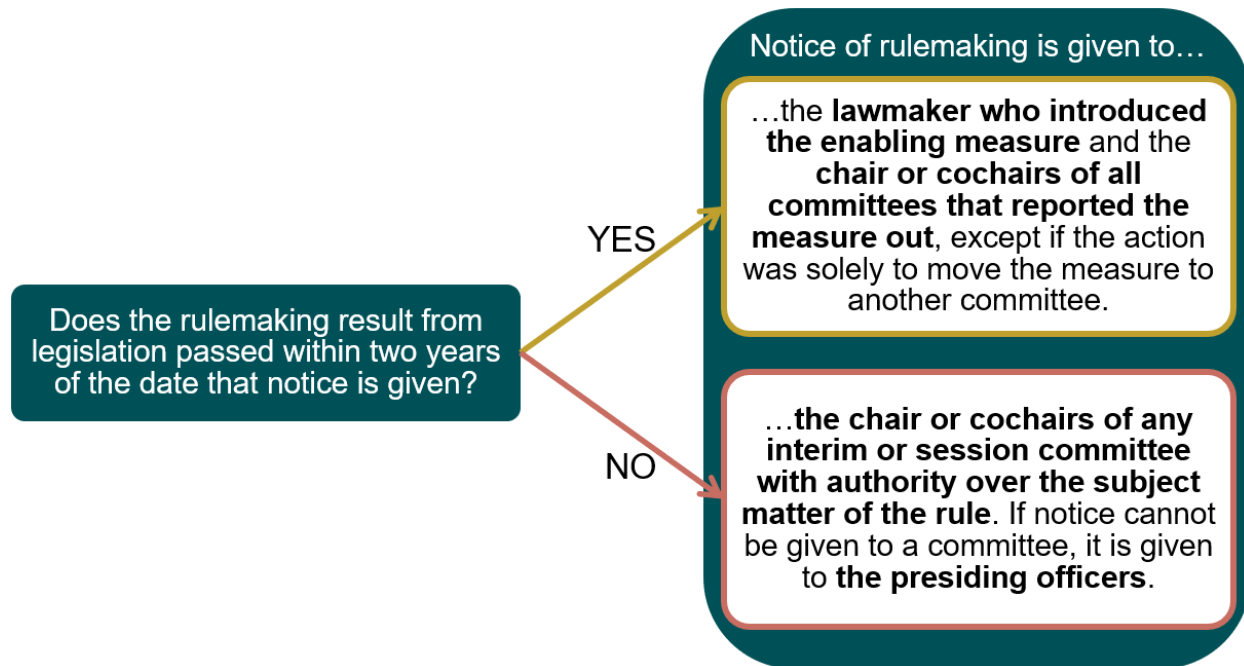 Does the rulemaking result from
legislation passed within two years
of the date that notice is given?
YES
NO
Notice of rulemaking is given to…
…the lawmaker who introduced
the enabling measure and the
chair or cochairs of all
committees that reported the
measure out, except if the action
was solely to move the measure to
another committee.
…the chair or cochairs of any
interim or session committee
with authority over the subject
matter of the rule. If notice cannot
be given to a committee, it is given
to the presiding officers.